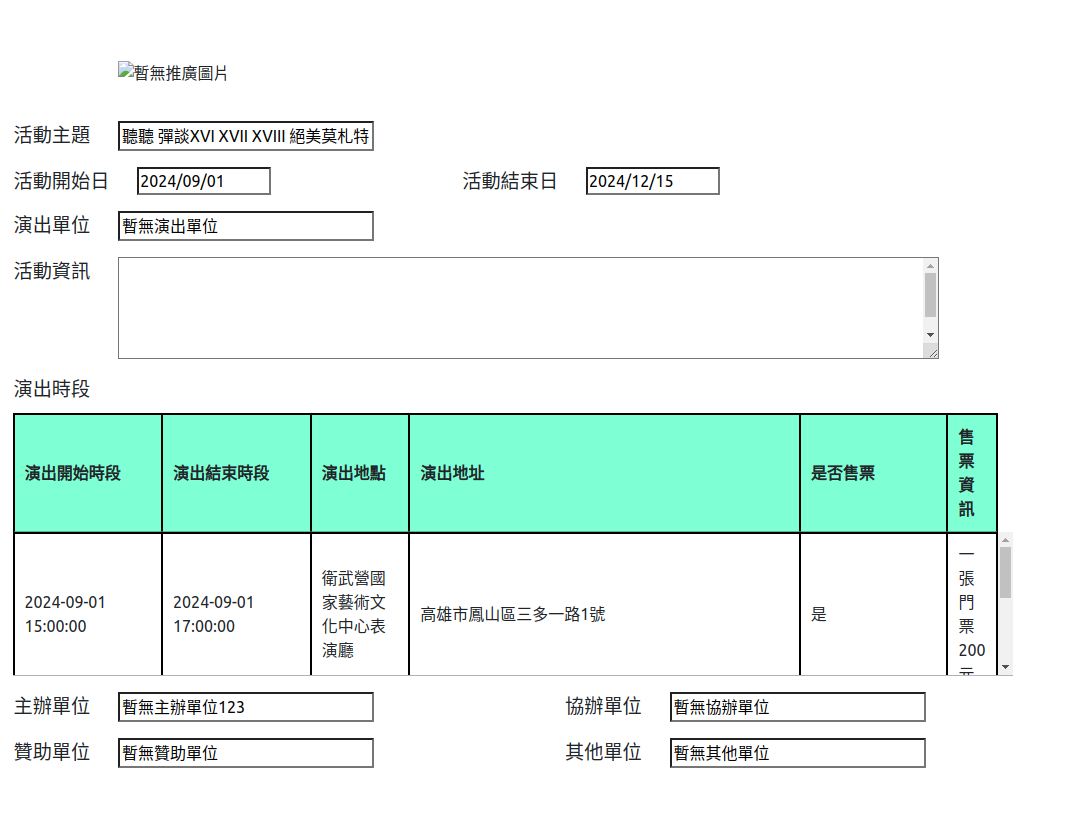 暫無推廣圖片
活動主題 聽聽 彈談XVI XVII XVIII 絕美莫札特
活動開始日 2024/09/01 活動結束日 2024/12/15
演出單位 暫無演出單位
活動資訊
演出時段
演出開始時段 演出結束時段 演出地點 演出地址 是否售票
售
票
資
訊
2024-09-01
15:00:00
2024-09-01
17:00:00
衛武營國
家藝術文
化中心表
演廳
高雄市鳳山區三多一路1號
是
一
張
門
票
200
元
主辦單位 暫無主辦單位123 協辦單位 暫無協辦單位
贊助單位 暫無贊助單位 其他單位 暫無其他單位